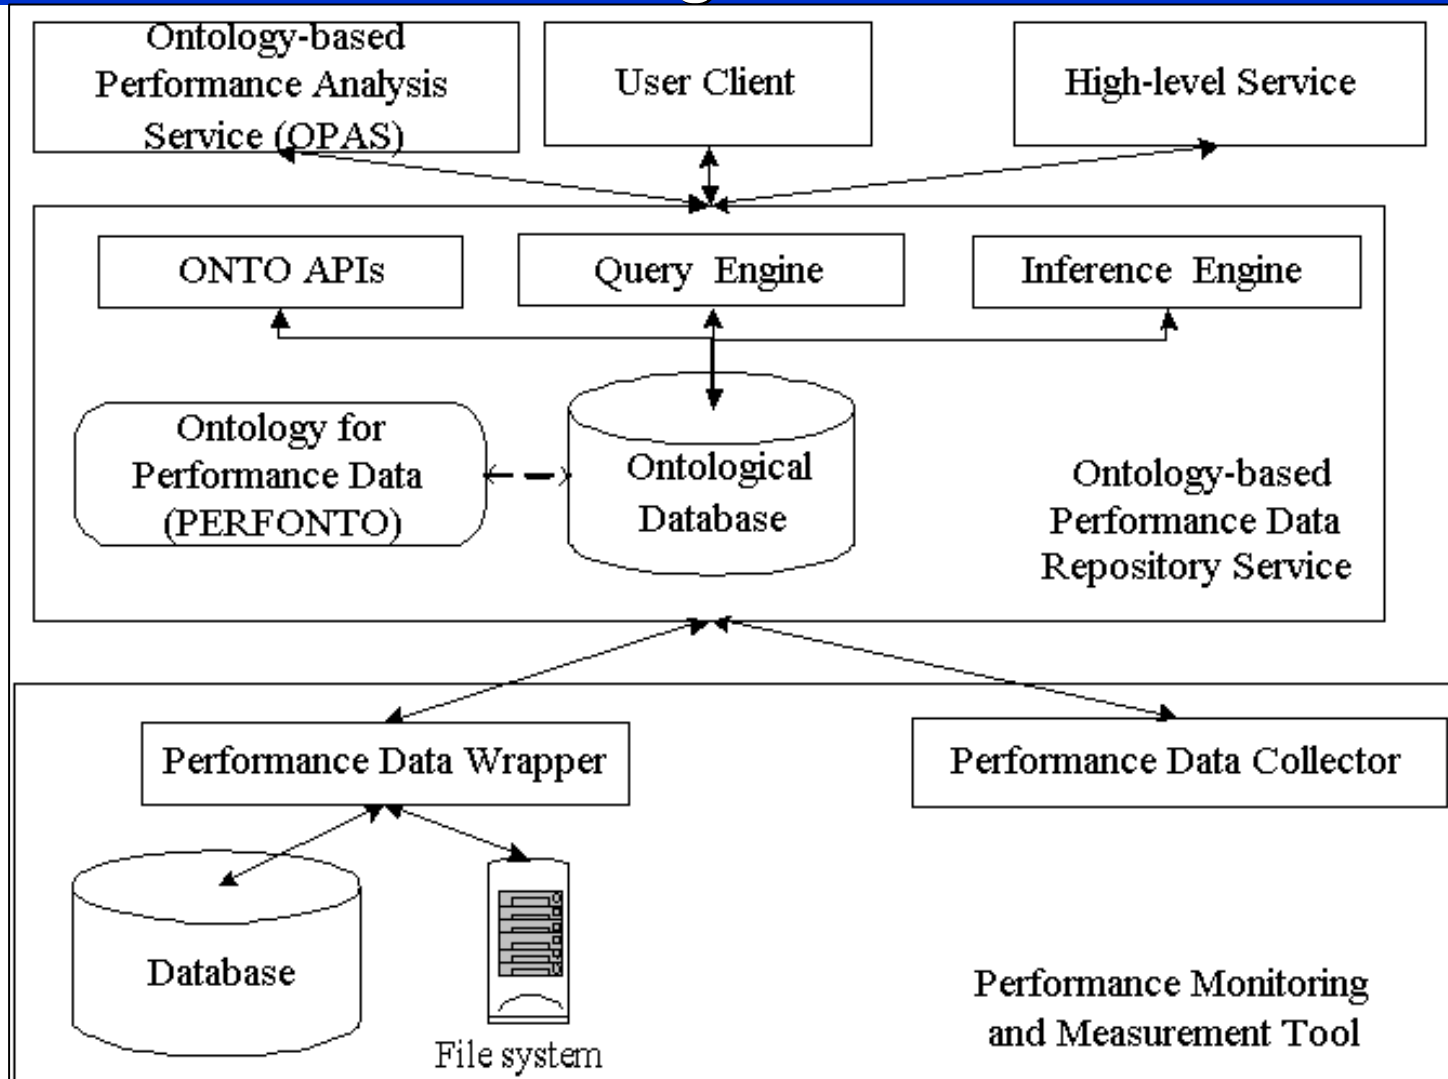 Ontology-based
Performance Analysis
Service (OPAS)
User Client
High-level Service
ONTO APIs
Query Engine
Inference Engine
Ontology for
Performance Data
(PERFONTO)
Ontological
Database
Ontology-based
Performance Data
Repository Service
Performance Data Wrapper
Performance Data Collector
Database
File system
Performance Monitoring
and Measurement Tool